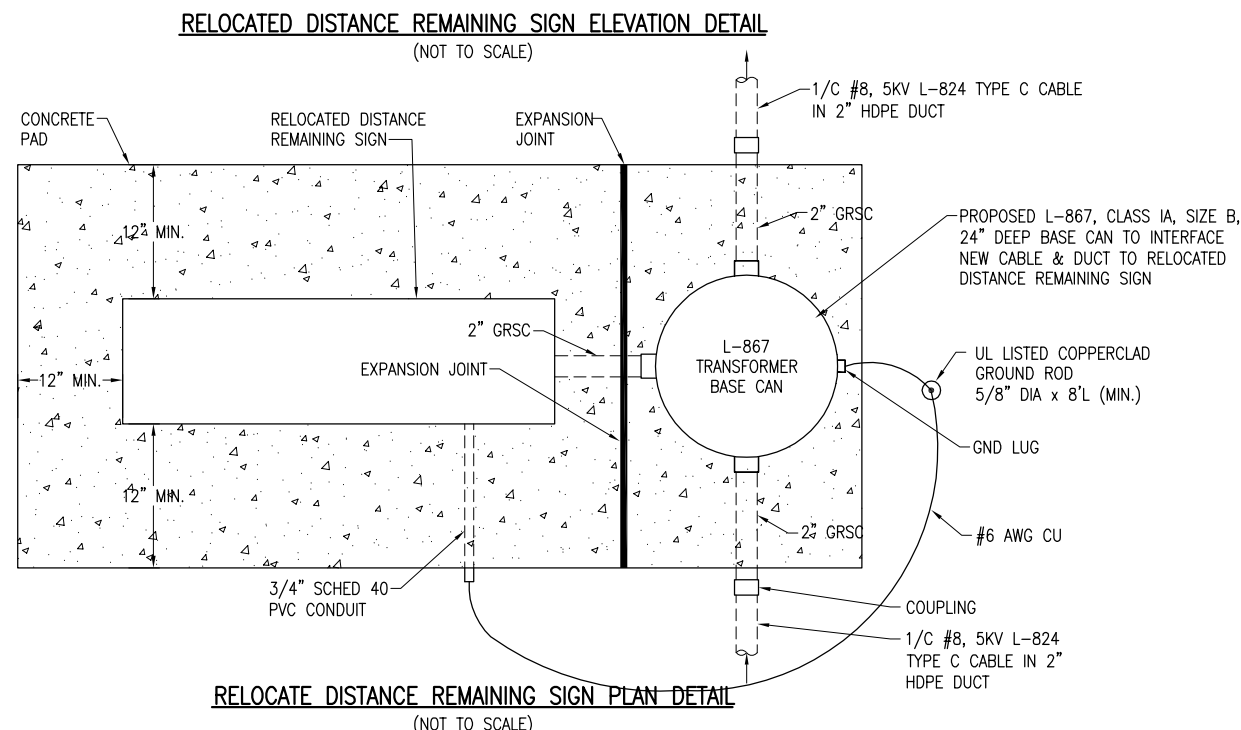 RELOCATED DISTANCE REMAINING SIGN ELEVATION DETAIL
(NOT TO SCALE)
1/C #8, 5KV L-824 TYPE C CABLE
IN 2" HDPE DUCT
CONCRETE
PAD
RELOCATED DISTANCE
REMAINING SIGN
EXPANSION
JOINT
12" MIN.
2" GRSC
PROPOSED L-867, CLASS IA, SIZE B,
24" DEEP BASE CAN TO INTERFACE
NEW CABLE & DUCT TO RELOCATED
DISTANCE REMAINING SIGN
2" GRSC
L-867
TRANSFORMER
BASE CAN
EXPANSION JOINT
12" MIN.
UL LISTED COPPERCLAD
GROUND ROD
5/8" DIA x 8'L (MIN.)
GND LUG
12" MIN.
2" GRSC
#6 AWG CU
3/4" SCHED 40
PVC CONDUIT
COUPLING
1/C #8, 5KV L-824
TYPE C CABLE IN 2"
HDPE DUCT
RELOCATE DISTANCE REMAINING SIGN PLAN DETAIL
(NOT TO SCALE)